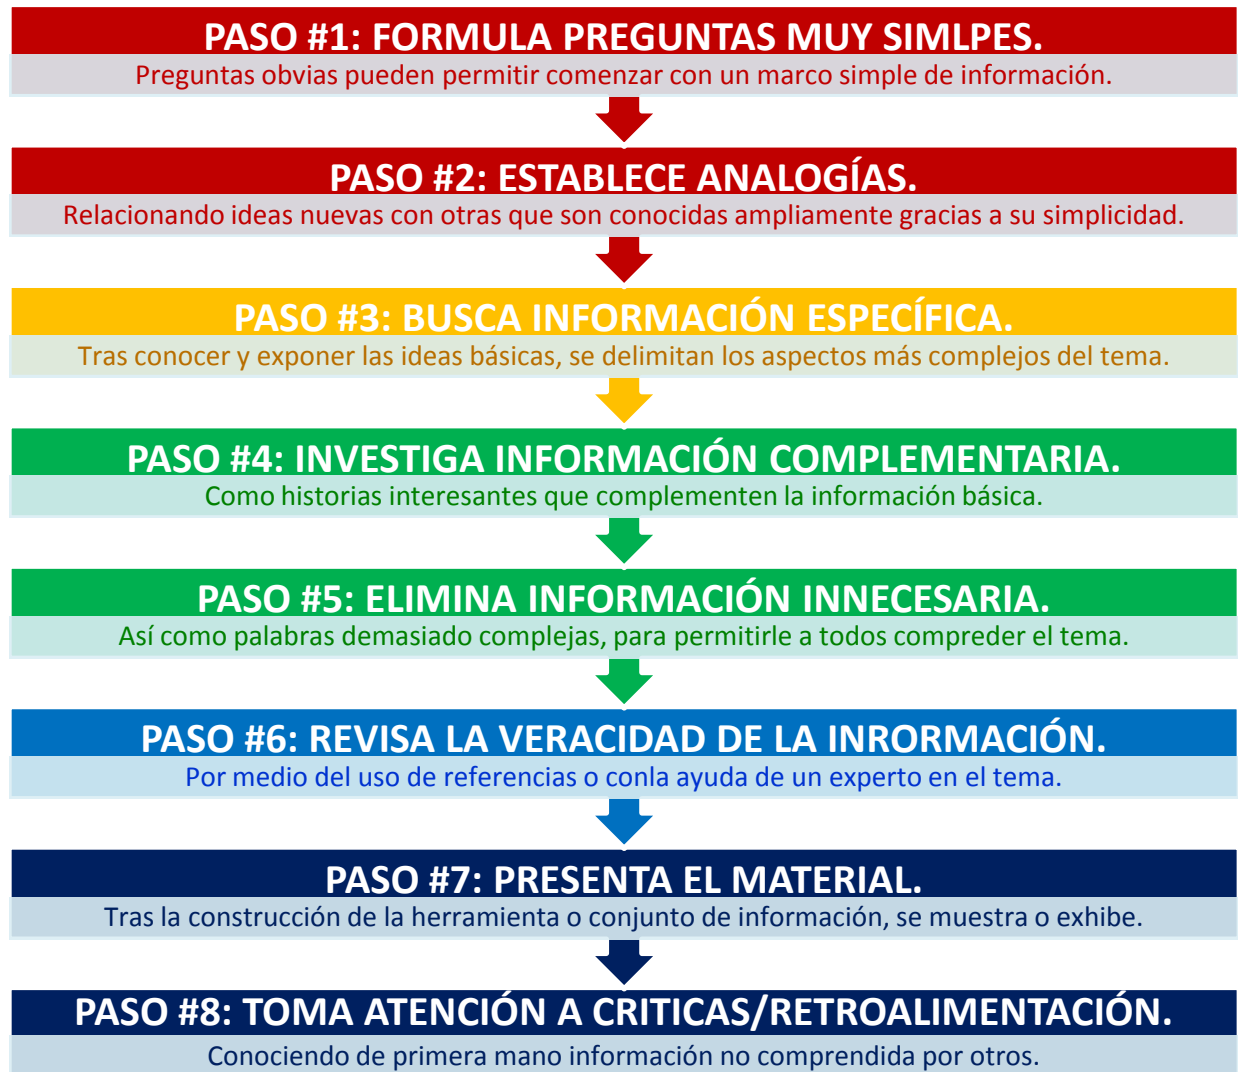 PASO #1: FORMULA PREGUNTAS MUY SIMLPES.
Preguntas obvias pueden permitir comenzar con un marco simple de información.
PASO #2: ESTABLECE ANALOGÍAS.
Relacionando ideas nuevas con otras que son conocidas ampliamente gracias a su simplicidad.
PASO #3: BUSCA INFORMACIÓN ESPECÍFICA.
Tras conocer y exponer las ideas básicas, se delimitan los aspectos más complejos del tema.
PASO #4: INVESTIGA INFORMACIÓN COMPLEMENTARIA.
Como historias interesantes que complementen la información básica.
PASO #5: ELIMINA INFORMACIÓN INNECESARIA.
Así como palabras demasiado complejas, para permitirle a todos compreder el tema.
PASO #6: REVISA LA VERACIDAD DE LA INRORMACIÓN.
Por medio del uso de referencias o conla ayuda de un experto en el tema.
PASO #7: PRESENTA EL MATERIAL.
Tras la construcción de la herramienta o conjunto de información, se muestra o exhibe.
PASO #8: TOMA ATENCIÓN A CRITICAS/RETROALIMENTACIÓN.
Conociendo de primera mano información no comprendida por otros.